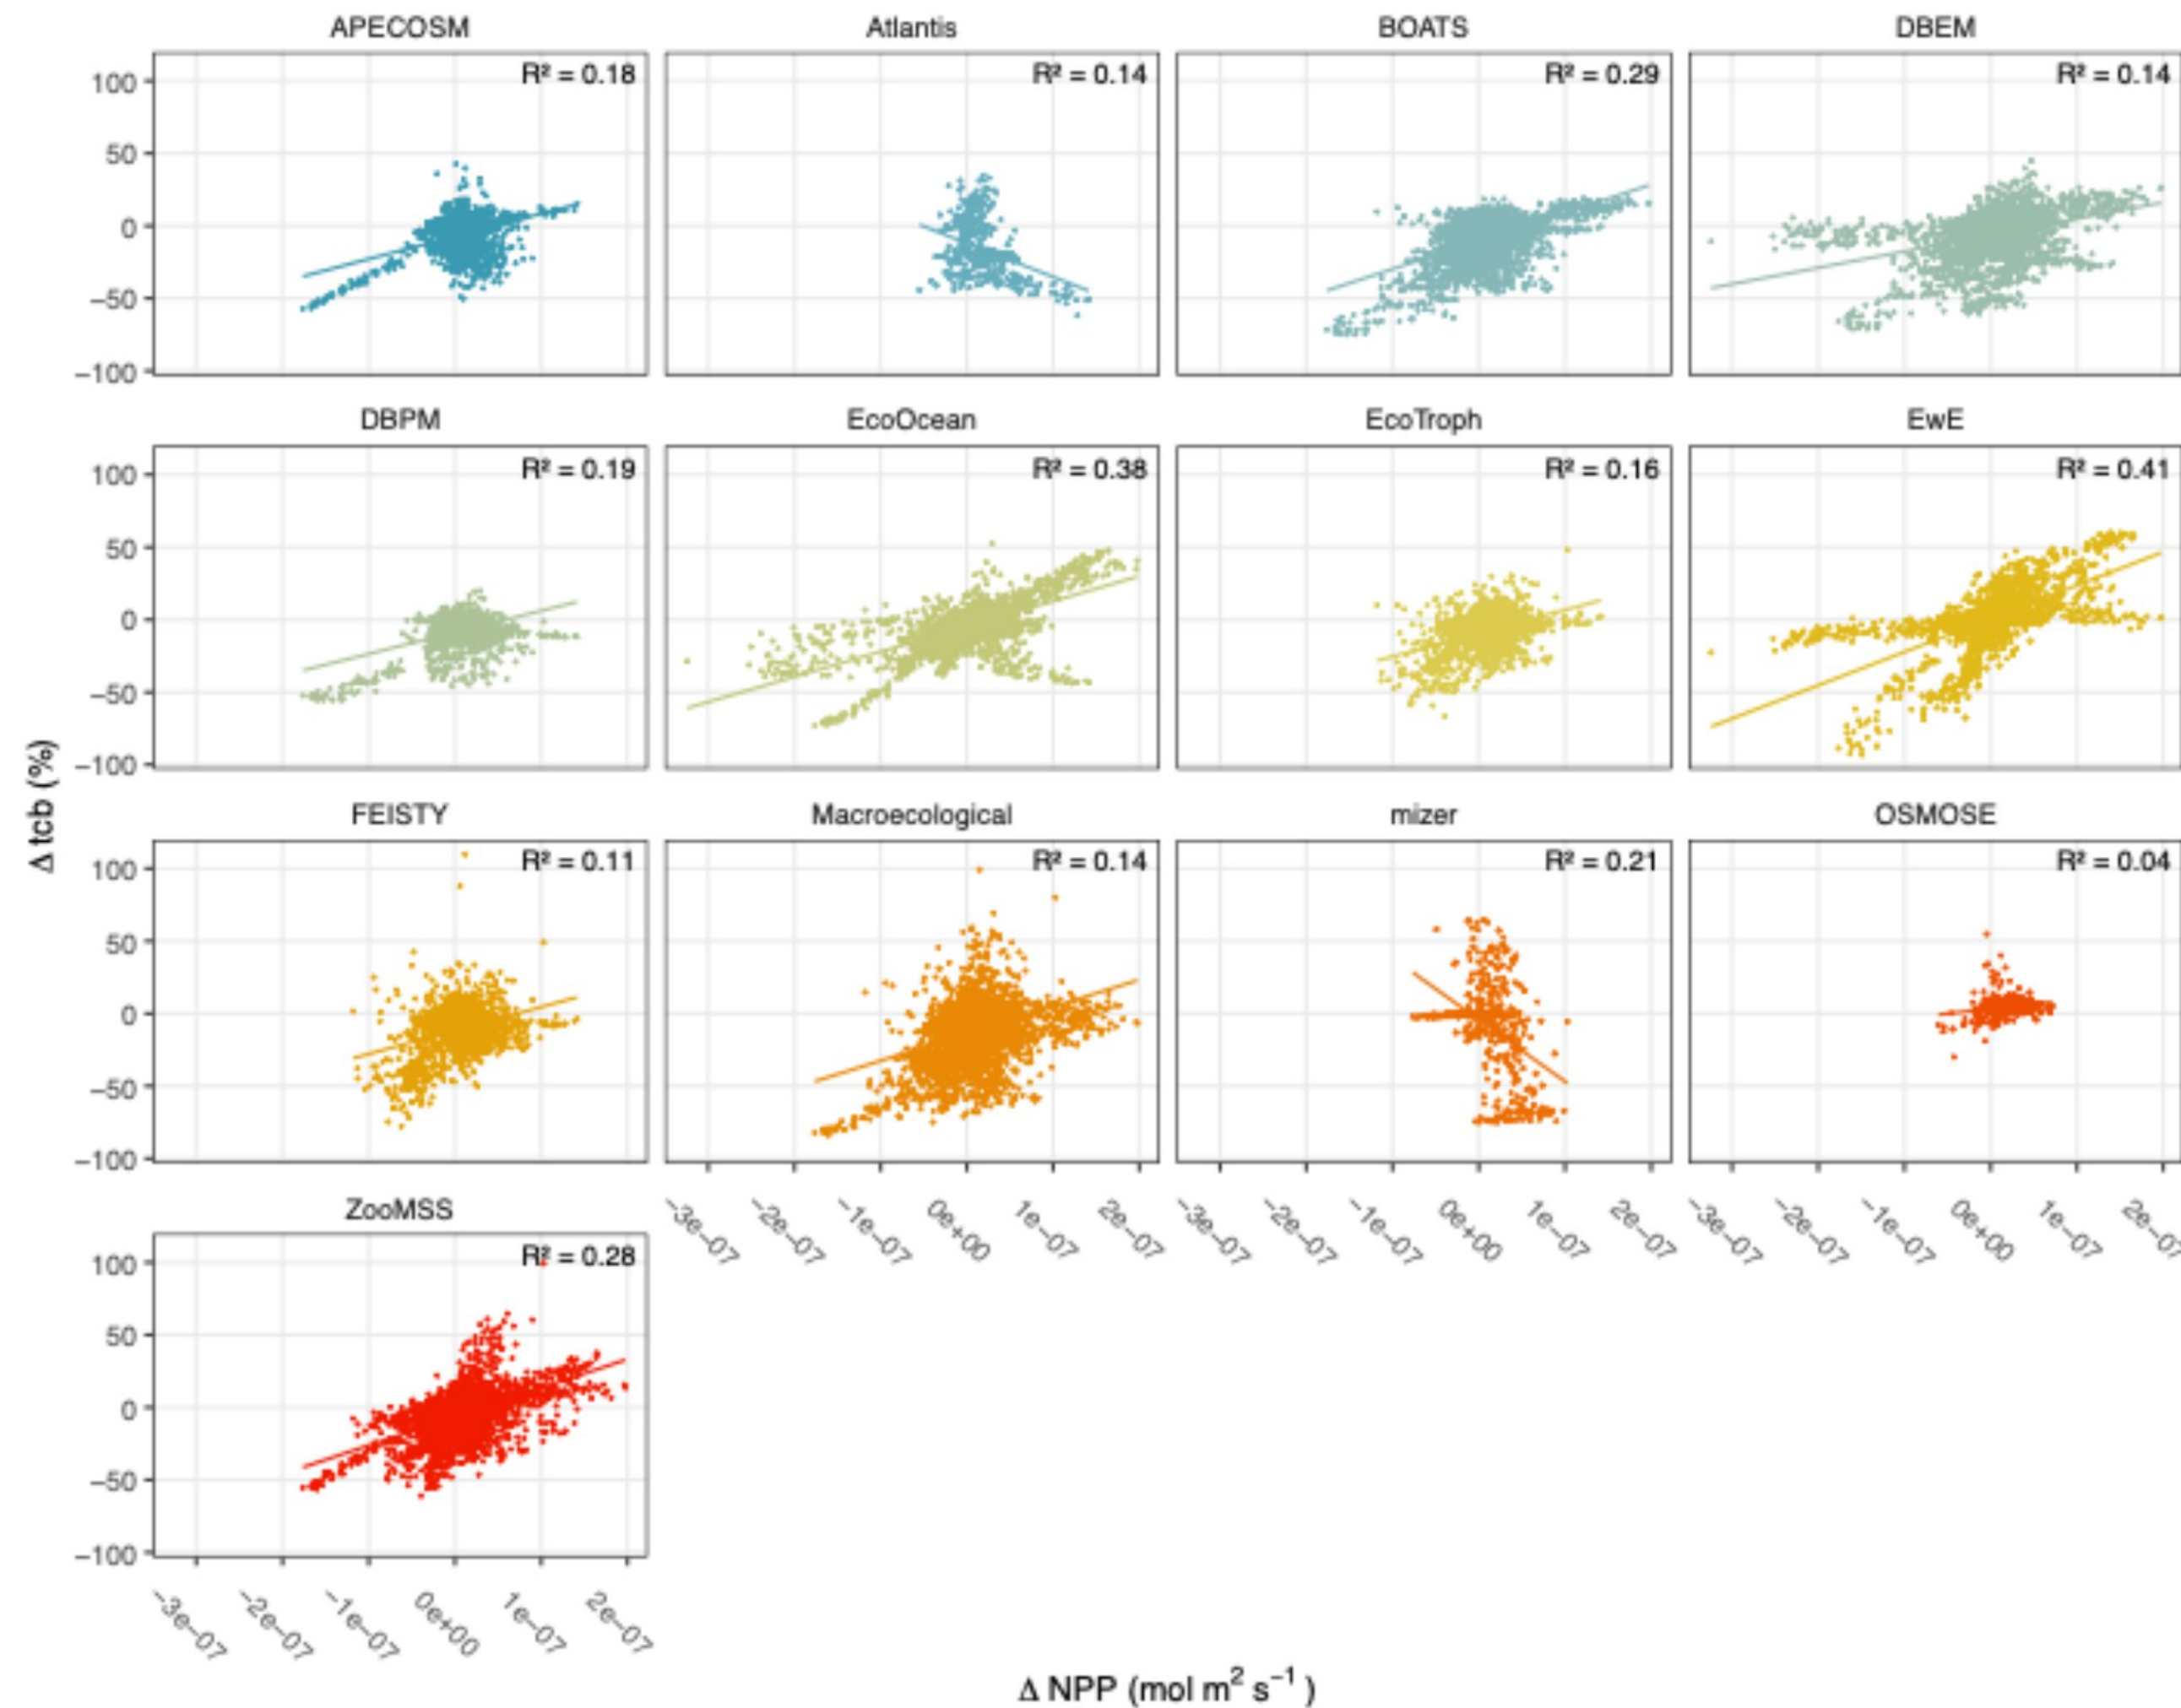 APECOSM Atlantis BOATS DBEM
R² = 0.18 R² = 0.14 R² = 0.29 R² = 0.14
100
50
0
−50
−100
DBPM EcoOcean EcoTroph EwE
R² = 0.19 R² = 0.38 R² = 0.16 R² = 0.41
100
50
0
−50
−100
Δ tcb (%)
FEISTY Macroecological mizer OSMOSE
R² = 0.11 R² = 0.14 R² = 0.21 R² = 0.04
100
50
0
−50
−100
−3e−07 −2e−07 −1e−07 0e+00 1e−07 2e−07 −3e−07 −2e−07 −1e−07 0e+00 1e−07 2e−07 −3e−07 −2e−07 −1e−07 0e+00 1e−07 2e−07
ZooMSS
R² = 0.28
100
50
0
−50
−100
−3e−07 −2e−07 −1e−07 0e+00 1e−07 2e−07
Δ NPP (mol m² s⁻¹ )